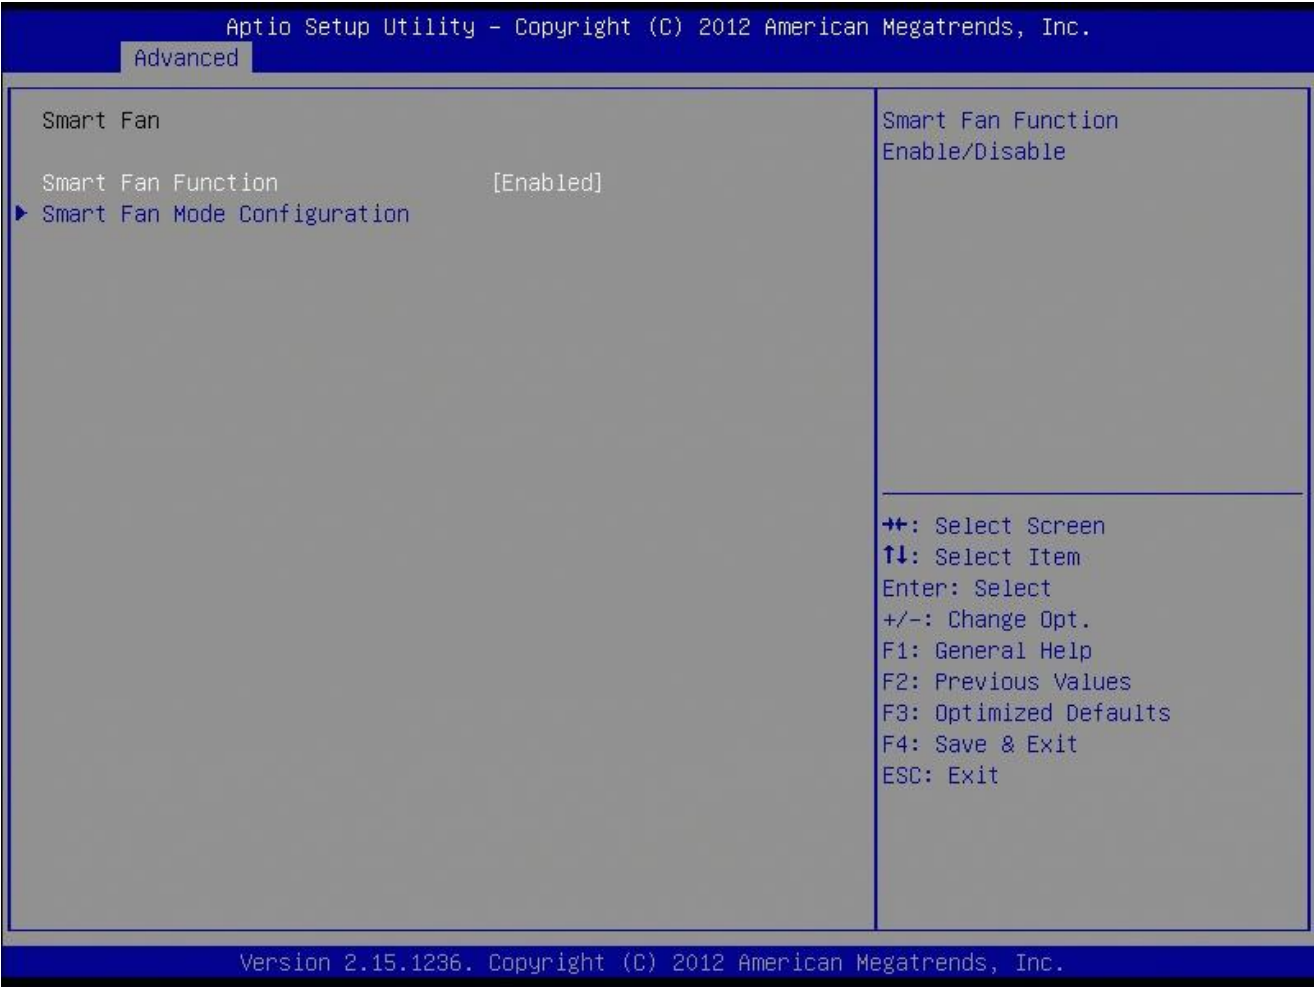 Aptio Setup Utility – Copyright (C) 2012 American Megatrends, Inc.
Advanced
Smart Fan
Smart Fan Function [Enabled]
Smart Fan Mode Configuration
Smart Fan Function
Enable/Disable
→←: Select Screen
↑↓: Select Item
Enter: Select
+/-: Change Opt.
F1: General Help
F2: Previous Values
F3: Optimized Defaults
F4: Save & Exit
ESC: Exit
Version 2.15.1236. Copyright (C) 2012 American Megatrends, Inc.